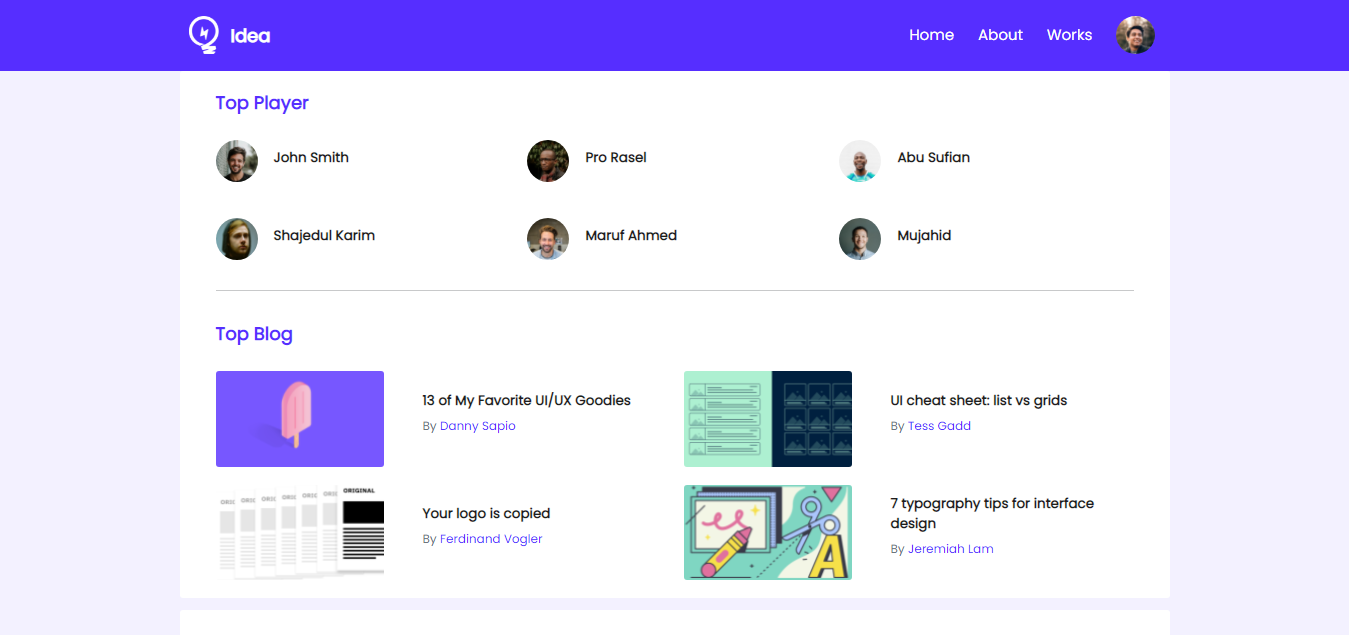 Idea
Home
About
Works
Top Player
John Smith
Pro Rasel
Abu Sufian
Shajedul Karim
Maruf Ahmed
Mujahid
Top Blog
13 of My Favorite UI/UX Goodies
By Danny Sapio
UI cheat sheet: list vs grids
By Tess Gadd
ORIGINAL
Your logo is copied
By Ferdinand Vogler
A
7 typography tips for interface
design
By Jeremiah Lam